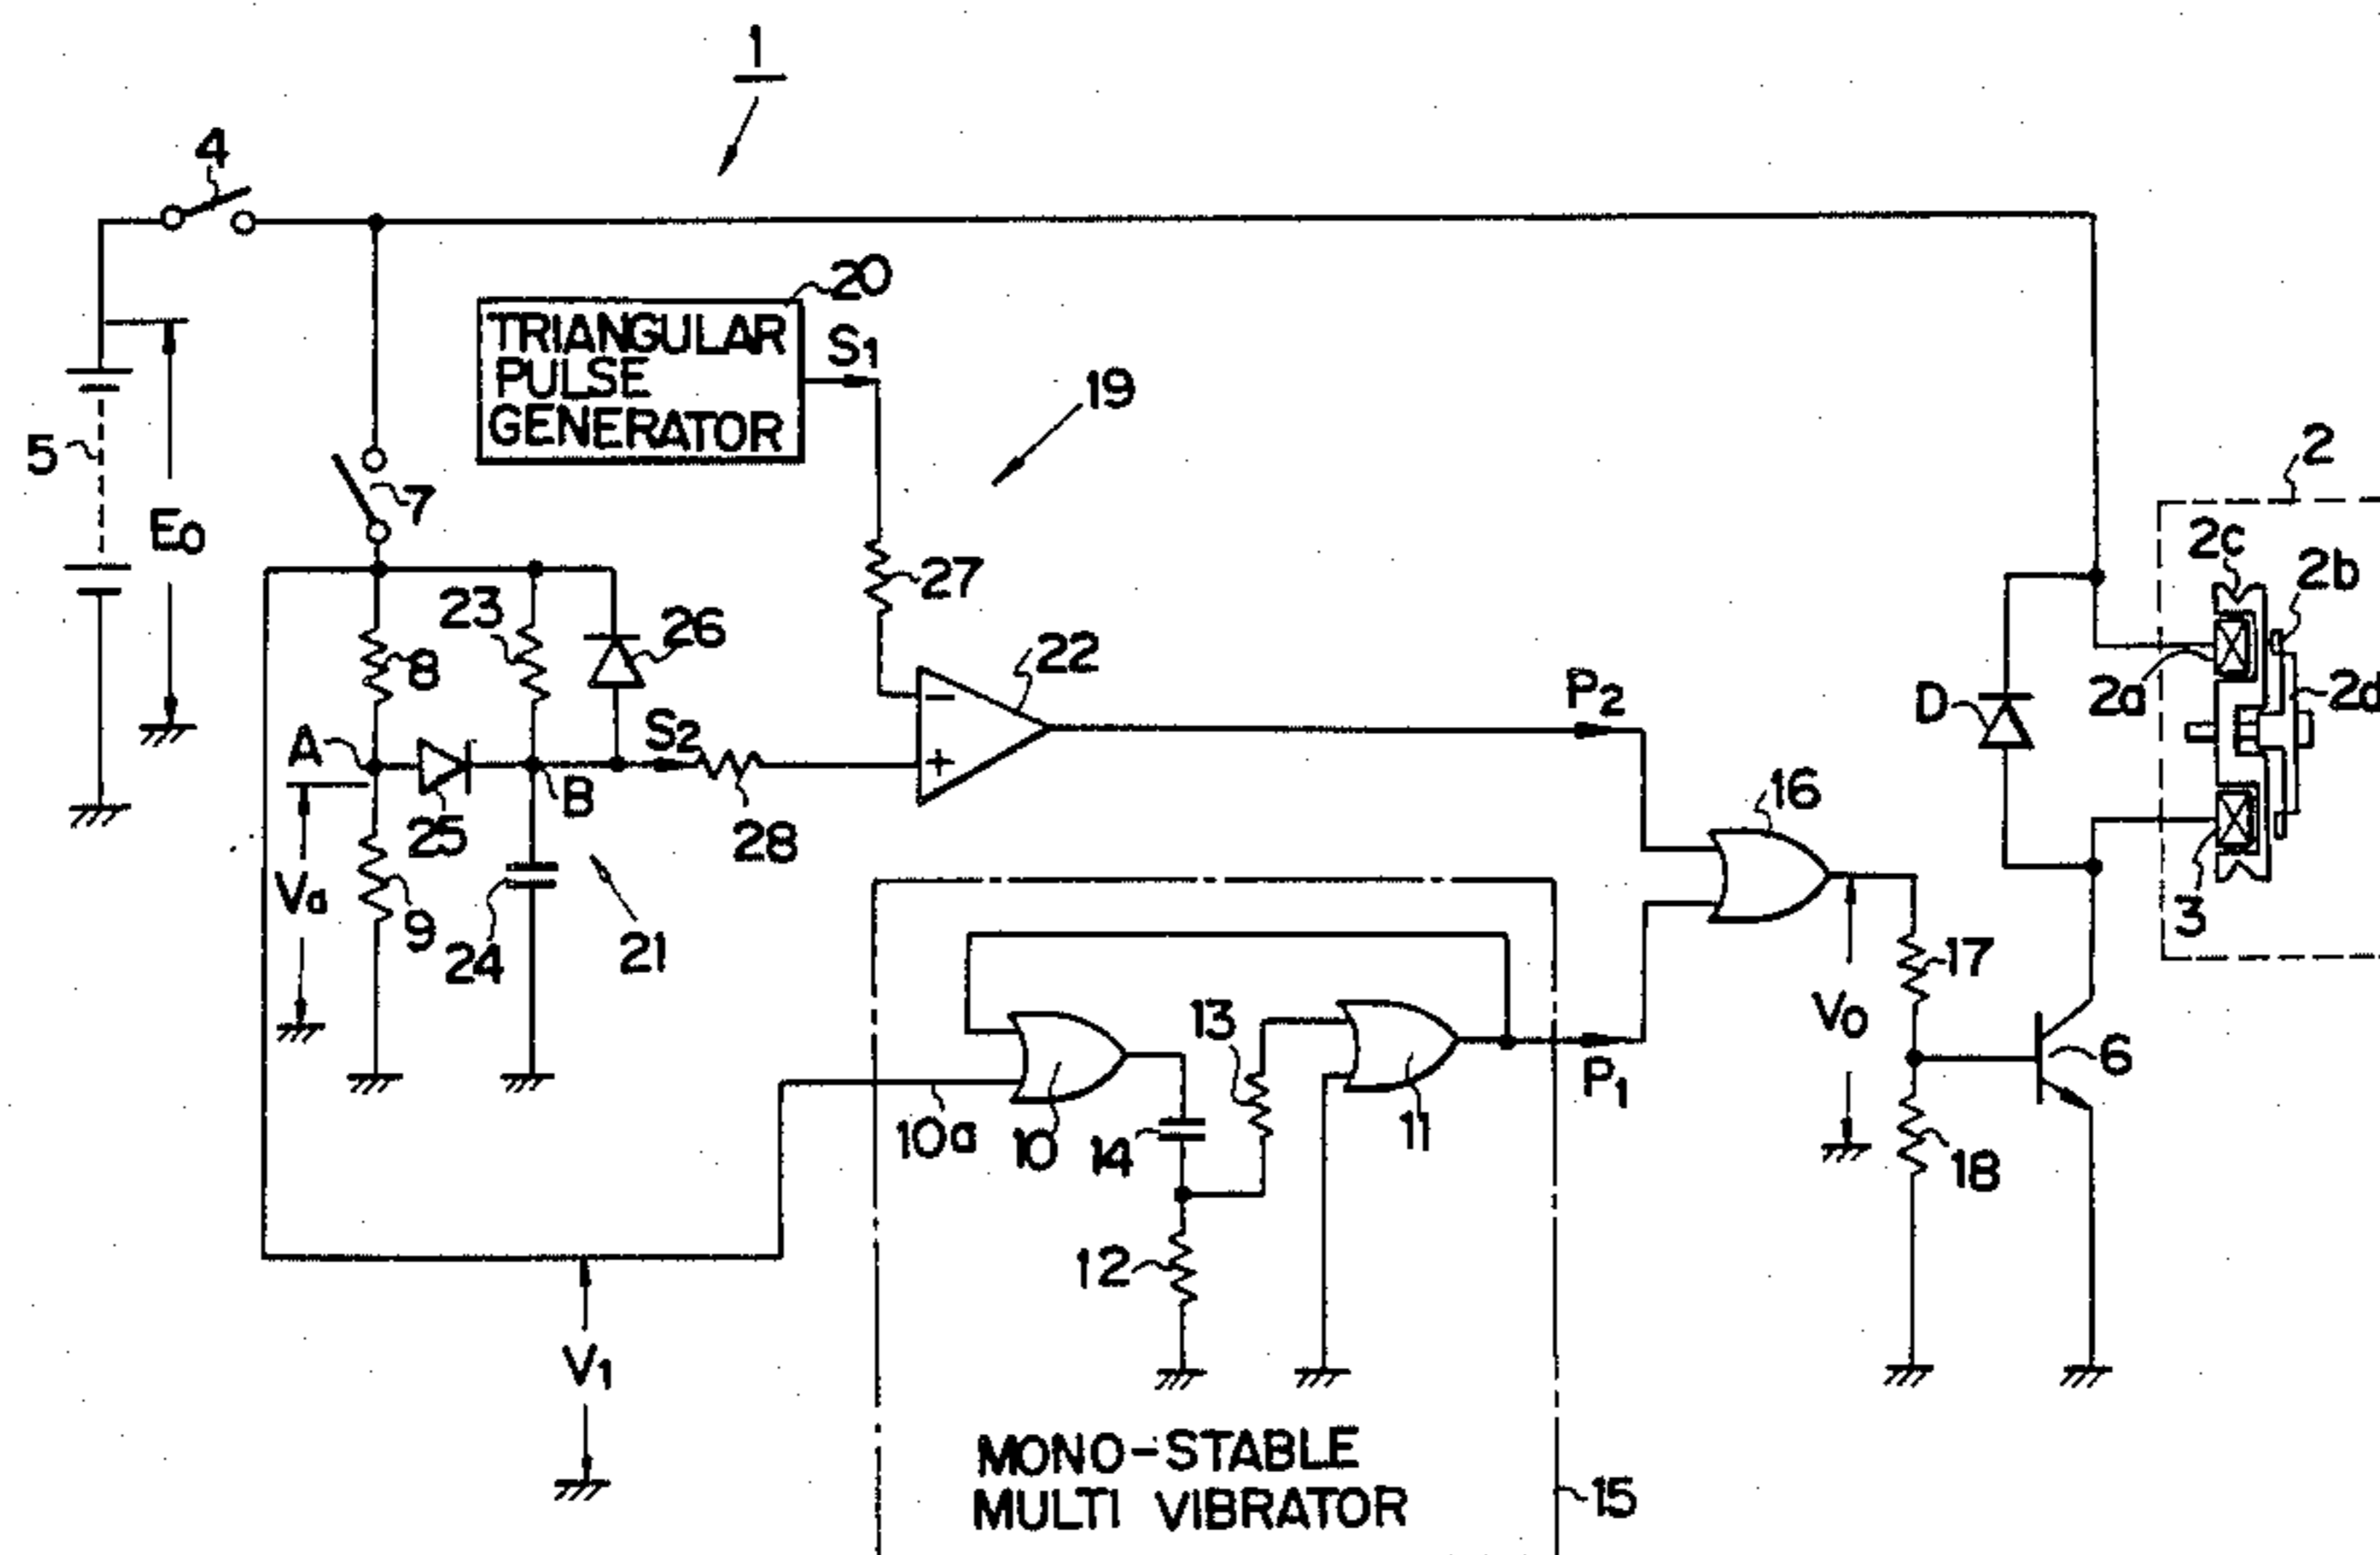 1
4
20
TRIANGULAR
PULSE
GENERATOR
S1
19
5
E0
7
2
2c
2b
27
23
26
8
22
A
S2
P2
D
2a
2d
B
16
25
28
Va
9
24
21
3
17
13
V0
6
P1
10a
10
14
11
18
12
V1
MONO-STABLE
MULTI VIBRATOR
15